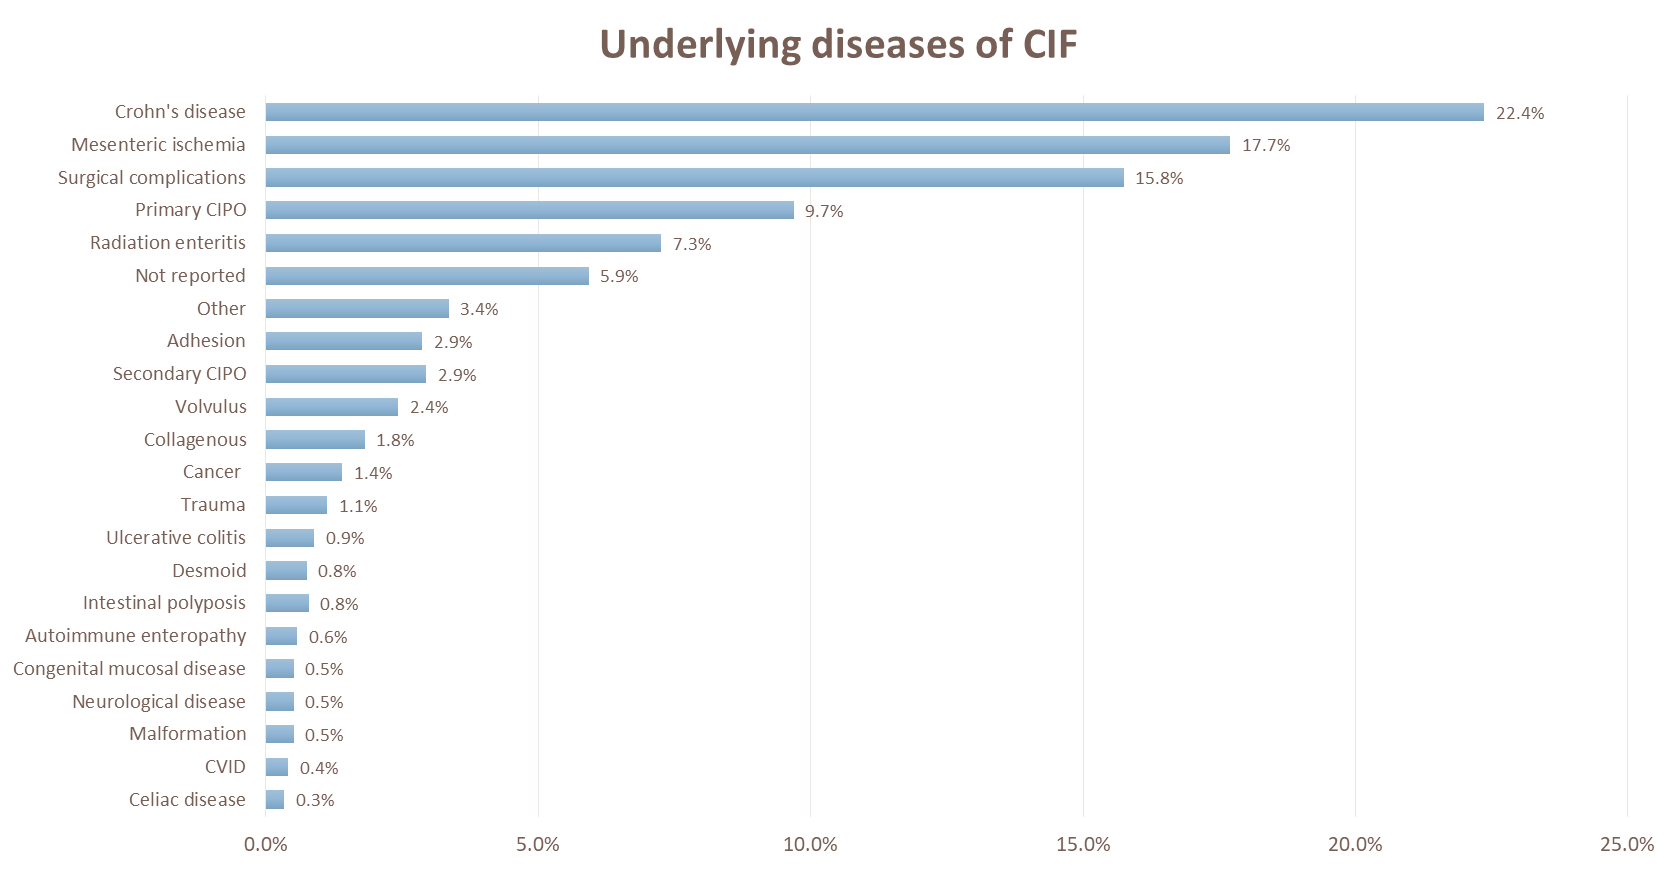 Underlying diseases of CIF
Crohn's disease 22.4%
Mesenteric ischemia 17.7%
Surgical complications 15.8%
Primary CIPO 9.7%
Radiation enteritis 7.3%
Not reported 5.9%
Other 3.4%
Adhesion 2.9%
Secondary CIPO 2.9%
Volvulus 2.4%
Collagenous 1.8%
Cancer 1.4%
Trauma 1.1%
Ulcerative colitis 0.9%
Desmoid 0.8%
Intestinal polyposis 0.8%
Autoimmune enteropathy 0.6%
Congenital mucosal disease 0.5%
Neurological disease 0.5%
Malformation 0.5%
CVID 0.4%
Celiac disease 0.3%
0.0% 5.0% 10.0% 15.0% 20.0% 25.0%